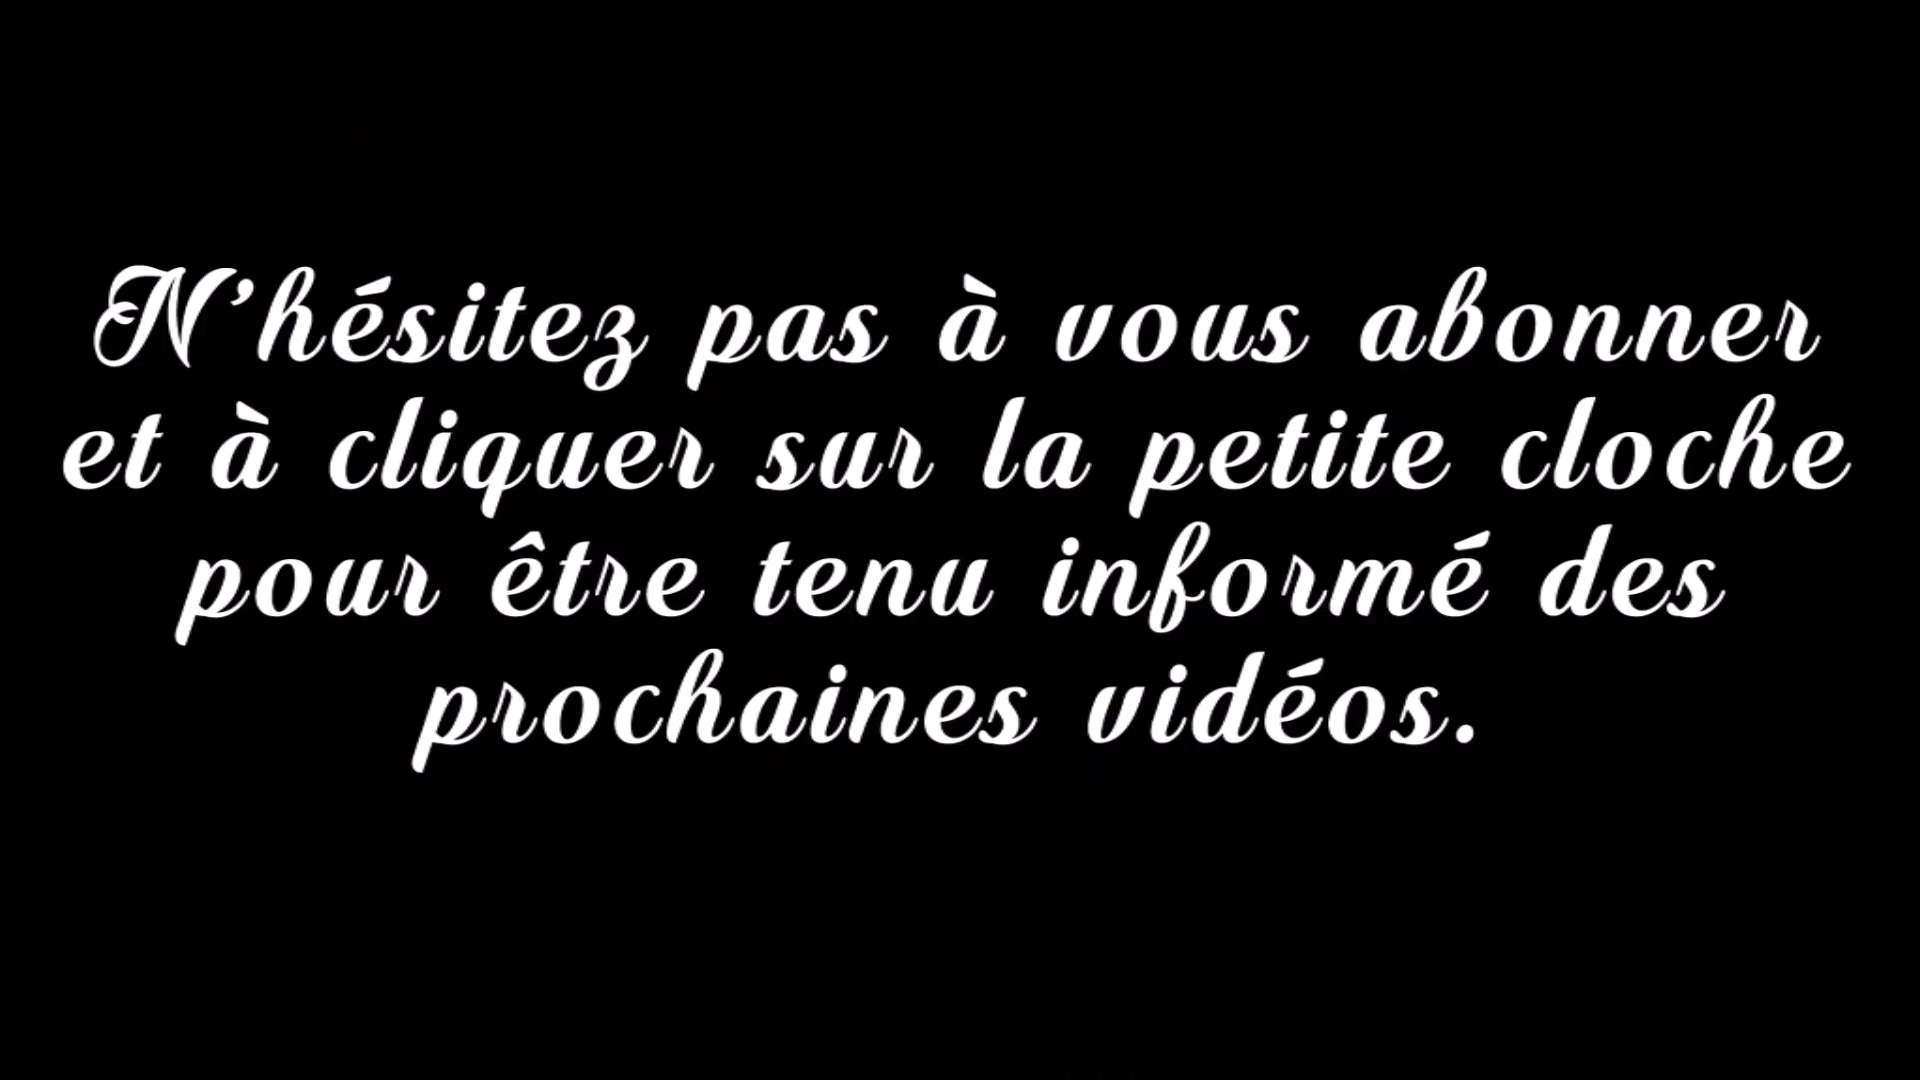 N'hésitez pas à vous abonner
et à cliquer sur la petite cloche
pour être tenu informé des
prochaines vidéos.